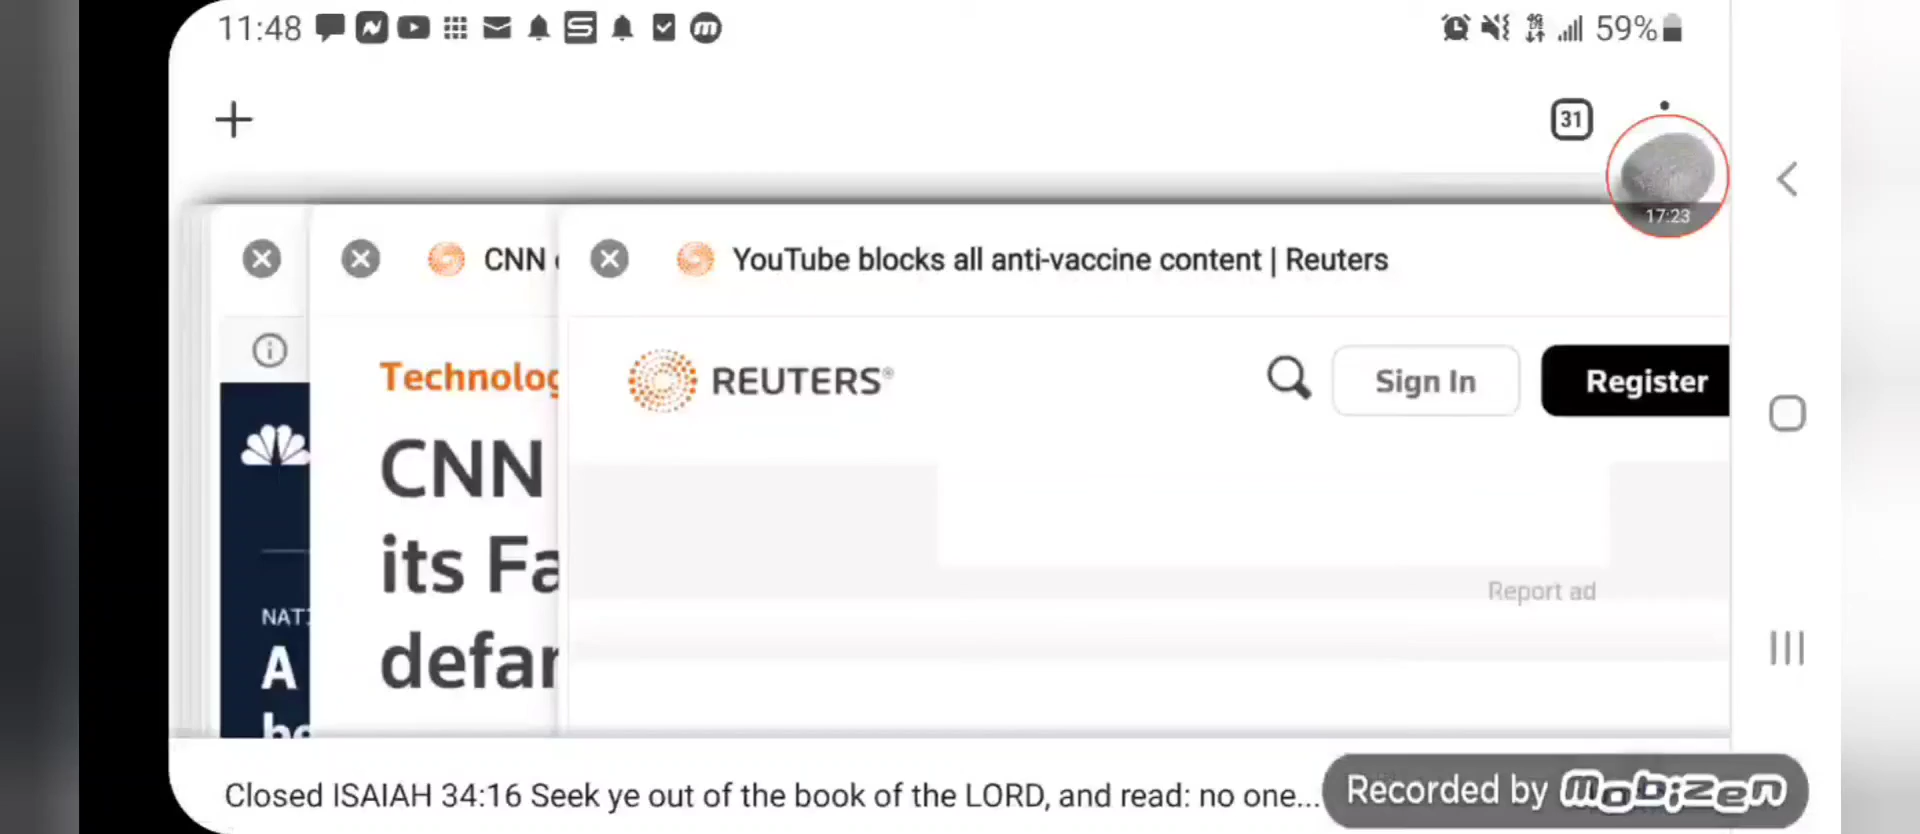 11:48
59%
31
17:23
CNN
YouTube blocks all anti-vaccine content | Reuters
REUTERS
Sign In
Register
Technolog
CNN
its Fa
defar
Report ad
NAT
A
he
Closed ISAIAH 34:16 Seek ye out of the book of the LORD, and read: no one...
Recorded by mobizen